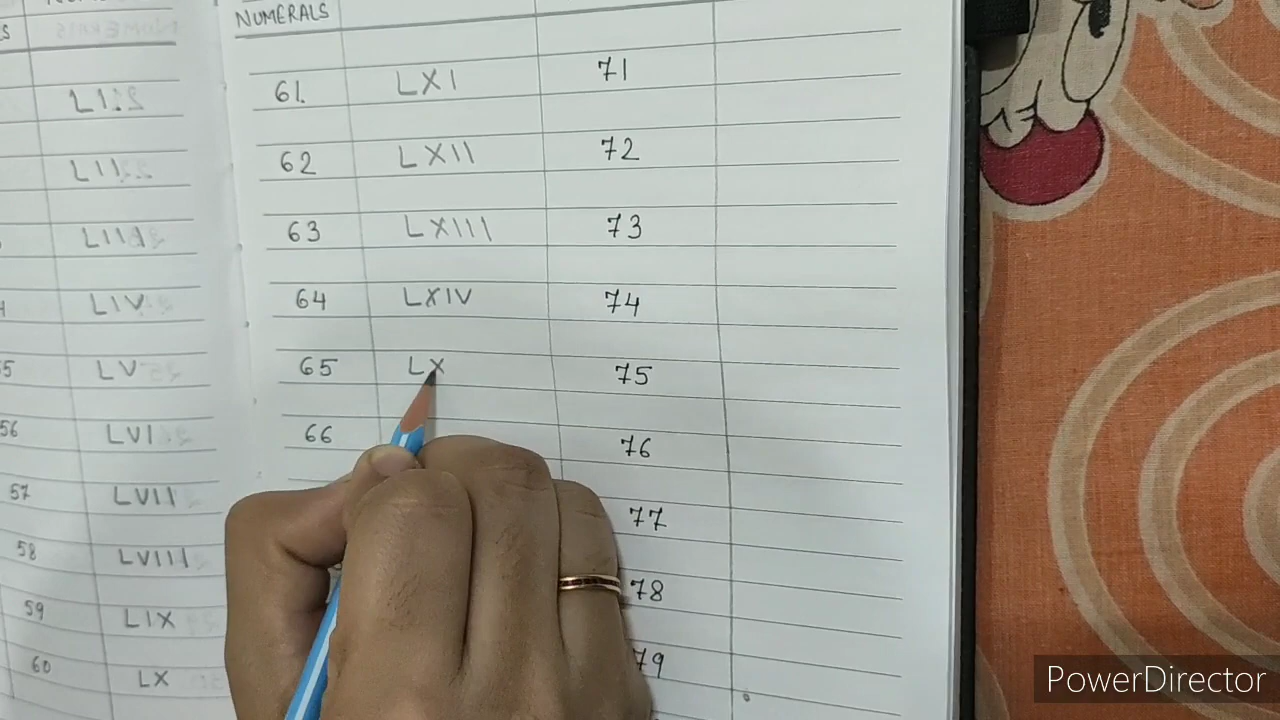 NUMERALS
LI
LII
LIII
LIV
LV
56 LVI
57 LVII
58 LVIII
59 LIX
60 LX
61. LXI 71
62 LXII 72
63 LXIII 73
64 LXIV 74
65 LX 75
66 76
77
78
79
PowerDirector